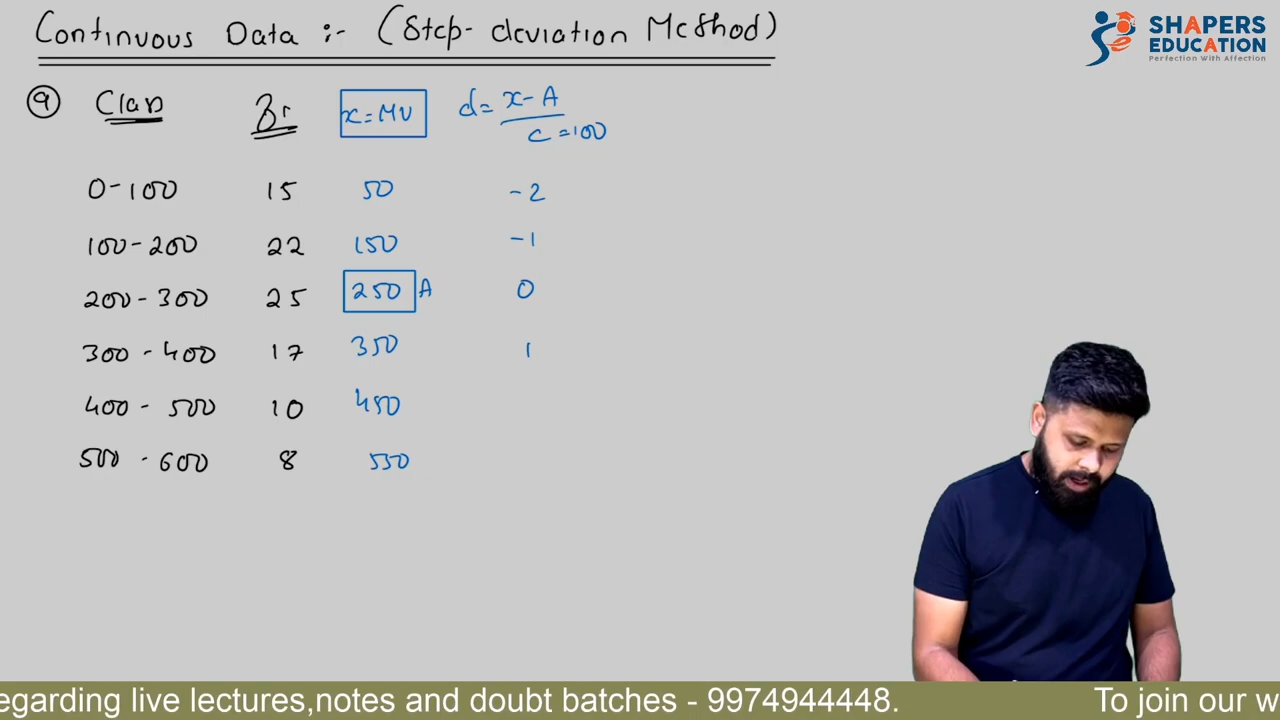 Continuous Data :- (Step-deviation Method)
SHAPERS
EDUCATION
Perfection With Affection
9 Class Fr x=MV d= x-A
c=100
0-100 15 50 -2
100-200 22 150 -1
200-300 25 250 A 0
300-400 17 350 1
400-500 10 450
500-600 8 550
egarding live lectures,notes and doubt batches - 9974944448. To join our w